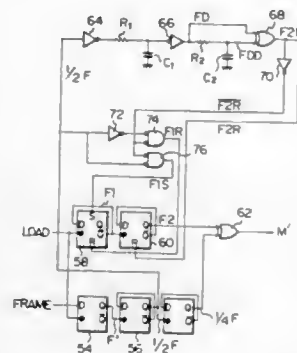 64
R1
66
FD
68
F2R
C1
R2
FDD
C2
70
1/2F
F2R
72
74
F1R
F2R
76
F1S
F1
S
F2
62
LOAD
M'
R
R
58
60
1/4F
FRAME
F'
1/2F
54
56